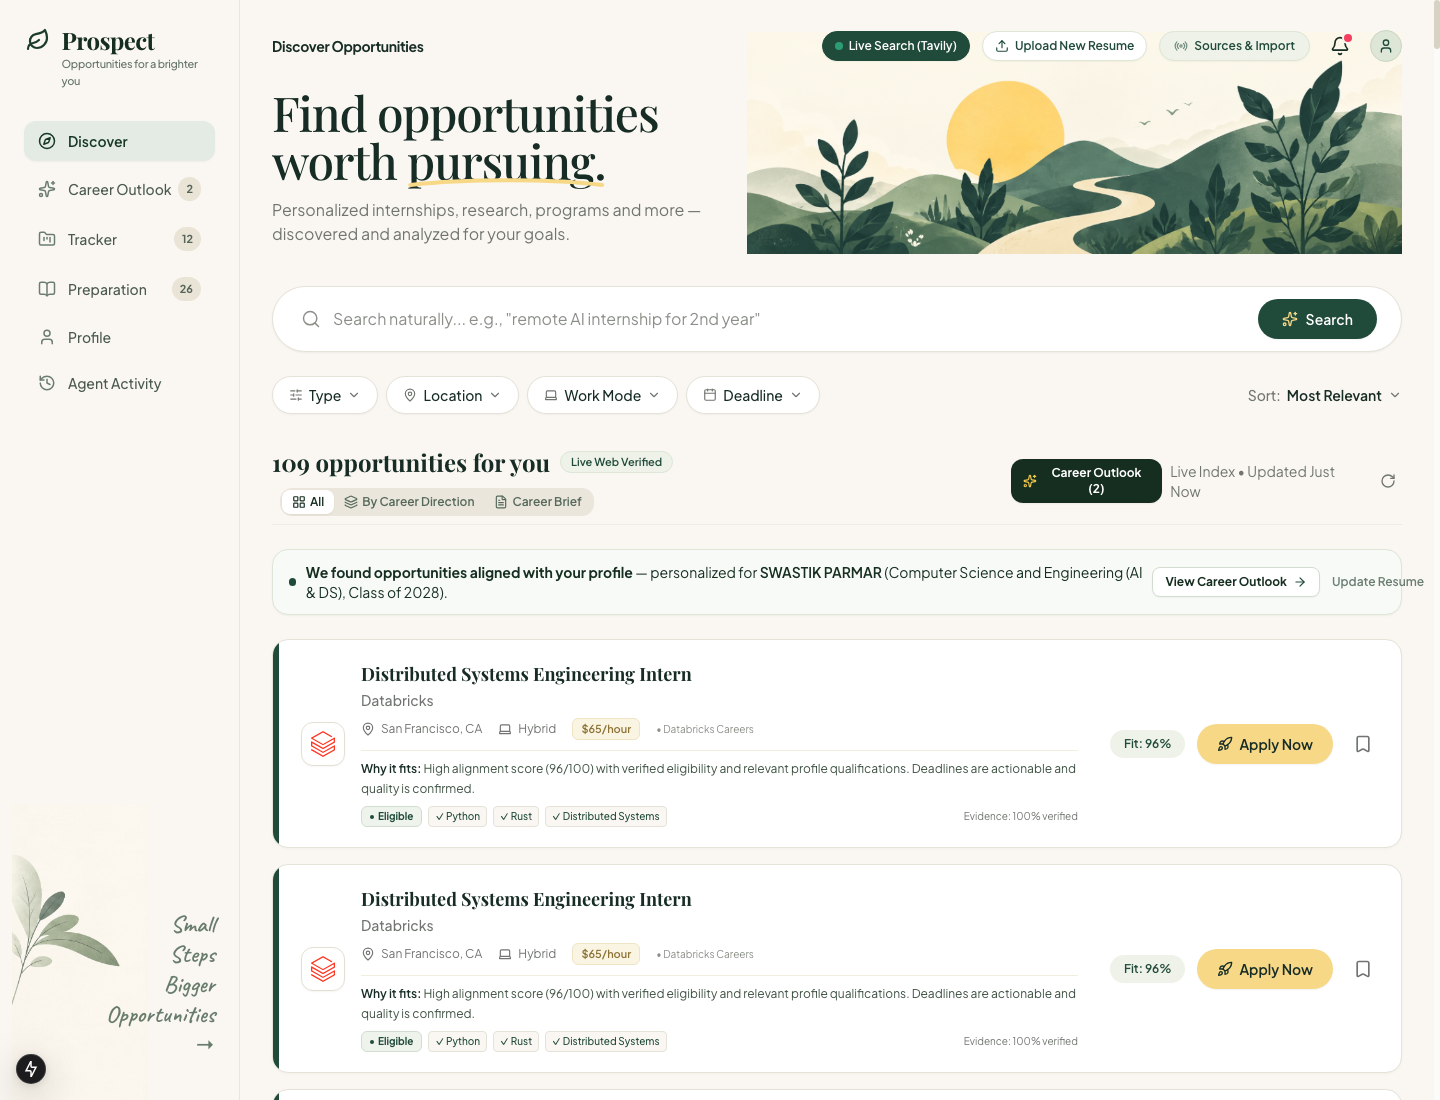 Prospect
Opportunities for a brighter
you
Discover
Career Outlook 2
Tracker 12
Preparation 26
Profile
Agent Activity
Small
Steps
Bigger
Opportunities
→
Discover Opportunities
Live Search (Tavily)
Upload New Resume
Sources & Import
Find opportunities
worth pursuing.
Personalized internships, research, programs and more —
discovered and analyzed for your goals.
Search naturally... e.g., "remote AI internship for 2nd year"
Search
Type
Location
Work Mode
Deadline
Sort: Most Relevant
109 opportunities for you
Live Web Verified
All
By Career Direction
Career Brief
Career Outlook
(2)
Live Index • Updated Just
Now
We found opportunities aligned with your profile — personalized for SWASTIK PARMAR (Computer Science and Engineering (AI
& DS), Class of 2028).
View Career Outlook →
Update Resume
Distributed Systems Engineering Intern
Databricks
San Francisco, CA
Hybrid
$65/hour
• Databricks Careers
Why it fits: High alignment score (96/100) with verified eligibility and relevant profile qualifications. Deadlines are actionable and
quality is confirmed.
• Eligible
✓ Python
✓ Rust
✓ Distributed Systems
Evidence: 100% verified
Fit: 96%
Apply Now
Distributed Systems Engineering Intern
Databricks
San Francisco, CA
Hybrid
$65/hour
• Databricks Careers
Why it fits: High alignment score (96/100) with verified eligibility and relevant profile qualifications. Deadlines are actionable and
quality is confirmed.
• Eligible
✓ Python
✓ Rust
✓ Distributed Systems
Evidence: 100% verified
Fit: 96%
Apply Now